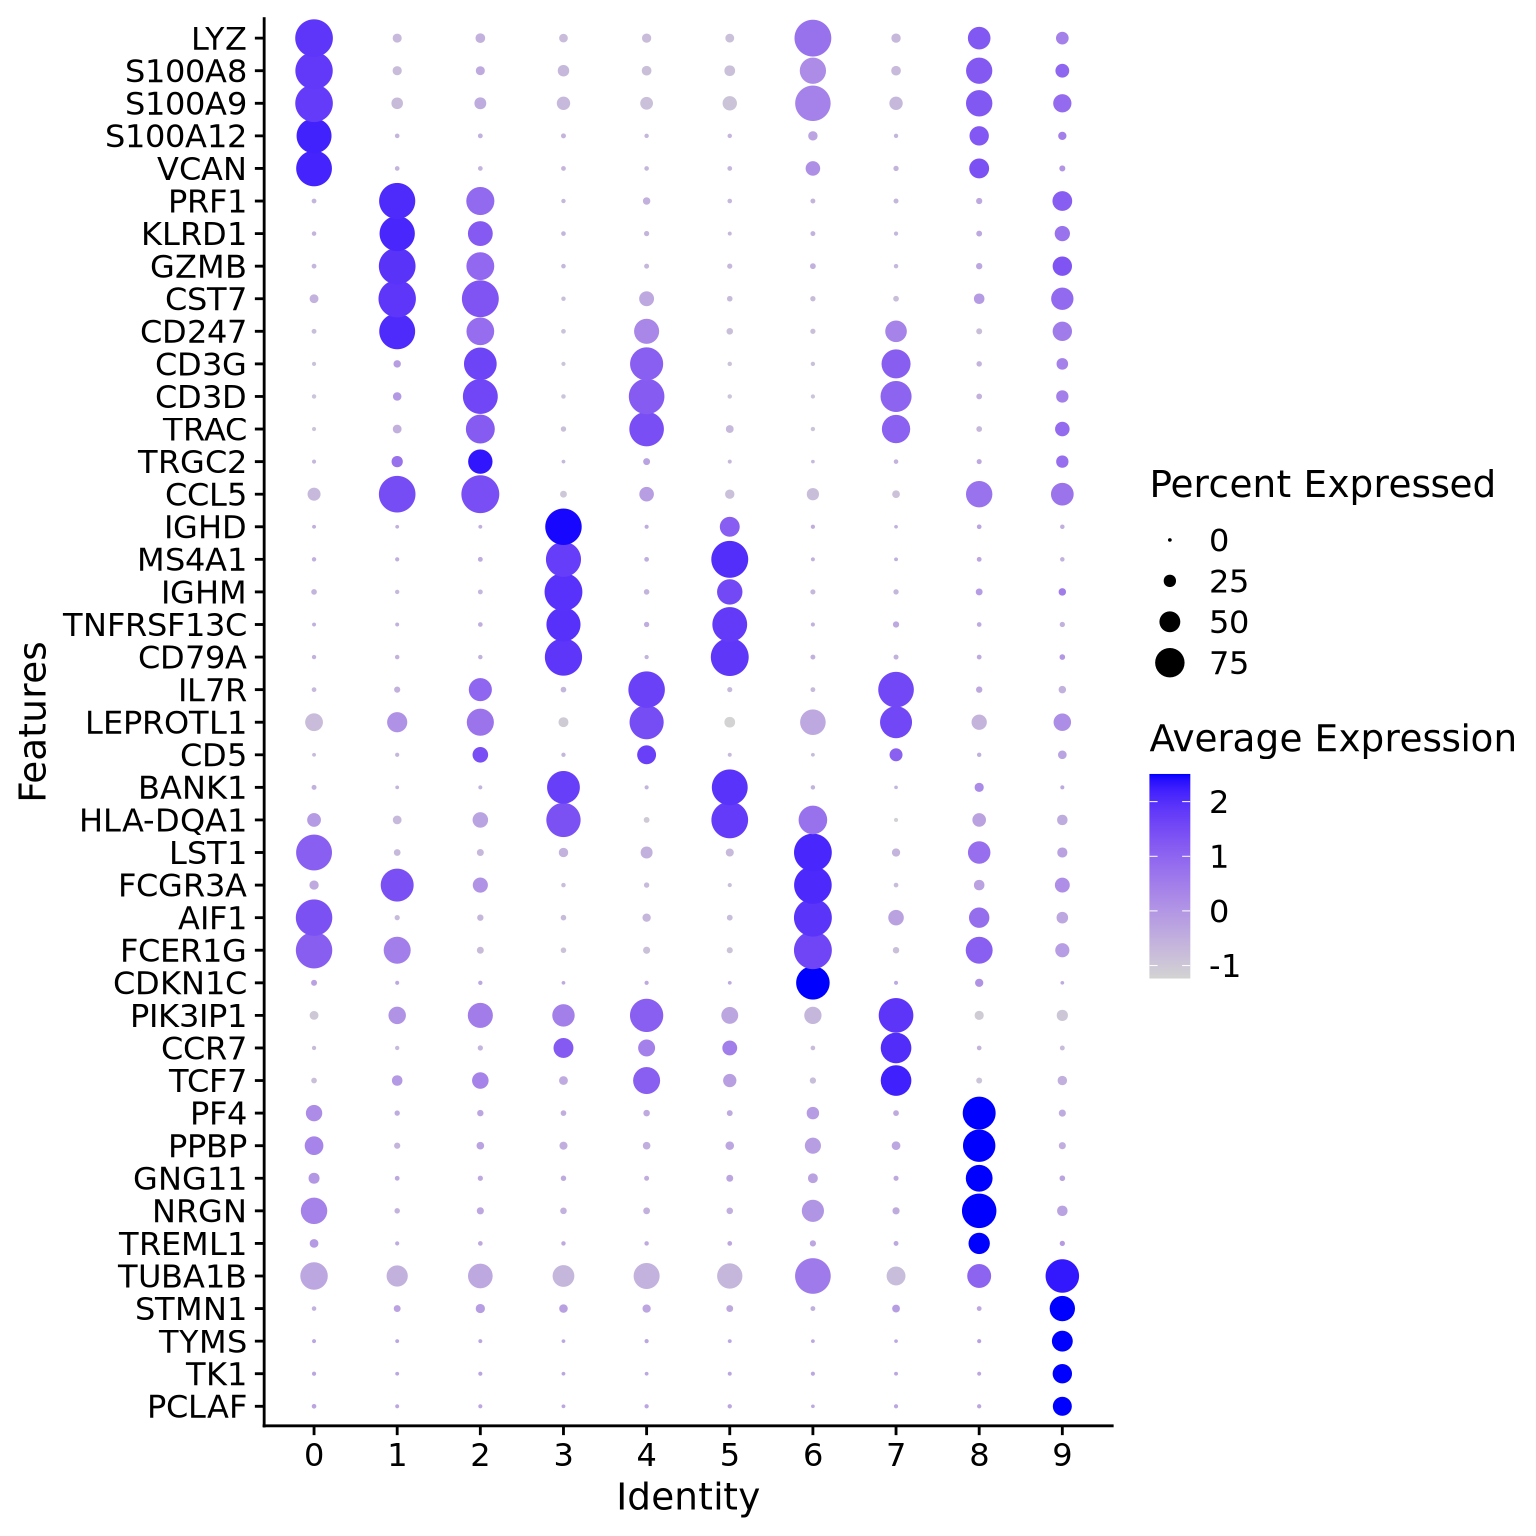 LYZ
S100A8
S100A9
S100A12
VCAN
PRF1
KLRD1
GZMB
CST7
CD247
CD3G
CD3D
TRAC
TRGC2
CCL5
IGHD
MS4A1
IGHM
TNFRSF13C
CD79A
IL7R
LEPROTL1
CD5
BANK1
HLA-DQA1
LST1
FCGR3A
AIF1
FCER1G
CDKN1C
PIK3IP1
CCR7
TCF7
PF4
PPBP
GNG11
NRGN
TREML1
TUBA1B
STMN1
TYMS
TK1
PCLAF
Features
0 1 2 3 4 5 6 7 8 9
Identity
Percent Expressed
0
25
50
75
Average Expression
2
1
0
-1